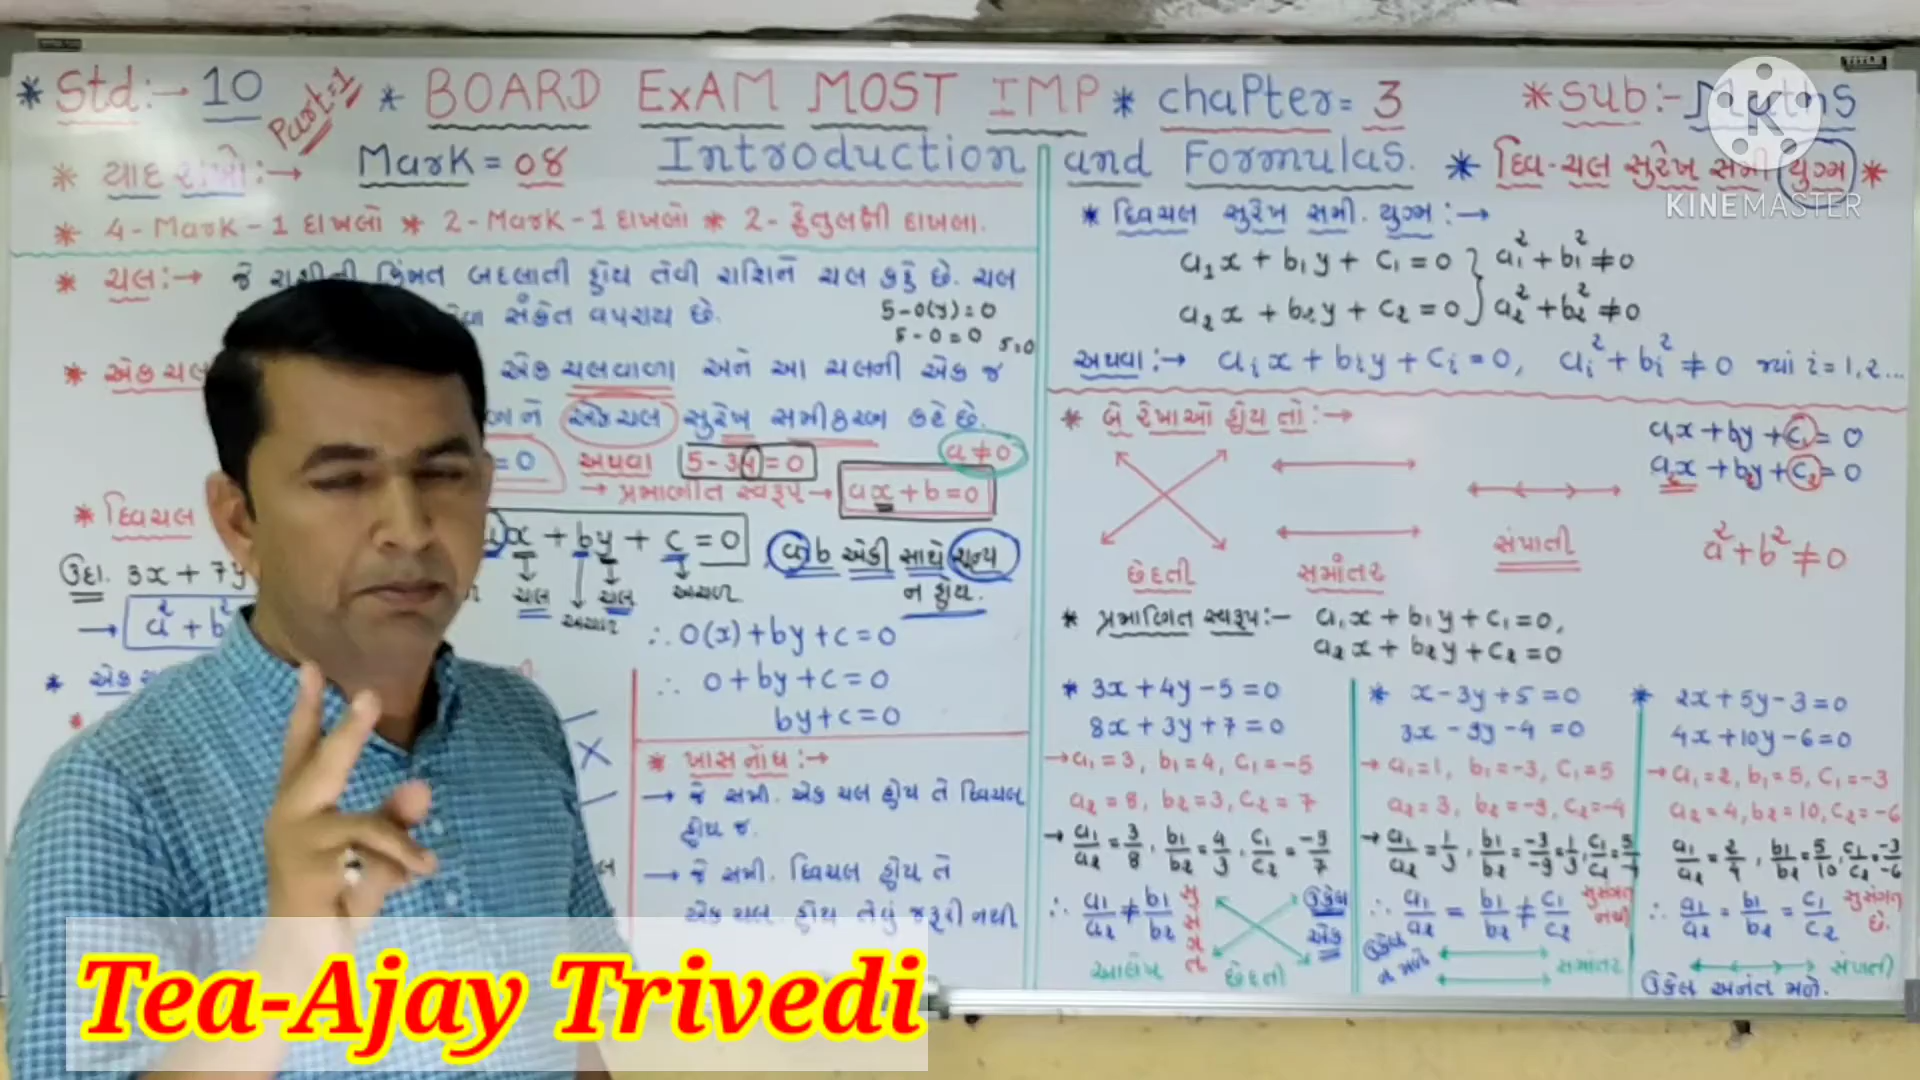 * Std:- 10
Part:1
* BOARD ExAM MOST IMP * chaPter= 3
* Sub:- Maths
KINEMASTER
* યાદ રાખો:→ MarK = 08 Introduction and Formulas.
* દ્વિ-ચલ સુરેખ સમી યુગ્મ *
* 4-MarK-1 દાખલો * 2-MarK-1 દાખલો * 2- હેતુલક્ષી દાખલા.
* ચલ:→ જે રાશીની કિંમત બદલાતી હોય તેવી રાશિને ચલ કહે છે. ચલ
સંકેત વપરાય છે.
5-0(y)=0
5-0=0 5=0
* એક ચલ
એક ચલવાળા અને આ ચલની એક જ
એકચલ સુરેખ સમીકરણ કહે છે.
=0 અથવા 5-34=0 a≠0
→ પ્રમાણીત સ્વરૂપ→ ax+b=0
* દ્વિચલ
x + by + c = 0 a, b એકી સાથે શૂન્ય
ન હોય.
ઉદા. 3x + 7y
ચલ ચલ અચળ
અચળ
→ a²+b²
∴ 0(x)+by+c=0
∴ 0+by+c=0
by+c=0
* ખાસ નોંધ:→
→ જે સમી. એક ચલ હોય તે દ્વિચલ
હોય જ.
→ જે સમી. દ્વિચલ હોય તે
એક ચલ હોય તેવું જરૂરી નથી
* દ્વિચલ સુરેખ સમી. યુગ્મ:→
a₁x + b₁y + c₁ = 0 } a₁²+b₁²≠0
a₂x + b₂y + c₂ = 0 } a₂²+b₂²≠0
અથવા:→ aᵢx + bᵢy + cᵢ = 0, aᵢ²+bᵢ²≠0 જ્યાં i=1,2...
* બે રેખાઓ હોય તો:→
a₁x+by+c₁=0
a₂x+b₂y+c₂=0
છેદતી સમાંતર સંપાતી
a²+b²≠0
* પ્રમાણિત સ્વરૂપ:- a₁x + b₁y + c₁=0,
a₂x + b₂y + c₂=0
* 3x+4y-5=0
8x+3y+7=0
→a₁=3, b₁=4, c₁=-5
a₂=8, b₂=3, c₂=7
→ a₁/a₂=3/8, b₁/b₂=4/3, c₁/c₂=-5/7
∴ a₁/a₂≠b₁/b₂ સુસંગત ઉકેલ એક
આલેખ છેદતી
* x-3y+5=0
3x-9y-4=0
→a₁=1, b₁=-3, c₁=5
a₂=3, b₂=-9, c₂=-4
→ a₁/a₂=1/3, b₁/b₂=-3/-9=1/3, c₁/c₂=5/-4
∴ a₁/a₂=b₁/b₂≠c₁/c₂ સુસંગત નથી
ઉકેલ ન મળે સમાંતર
* 2x+5y-3=0
4x+10y-6=0
→a₁=2, b₁=5, c₁=-3
a₂=4, b₂=10, c₂=-6
a₁/a₂=2/4, b₁/b₂=5/10, c₁/c₂=-3/-6
∴ a₁/a₂=b₁/b₂=c₁/c₂ સુસંગત છે.
સંપાતી
ઉકેલ અનંત મળે.
Tea-Ajay Trivedi